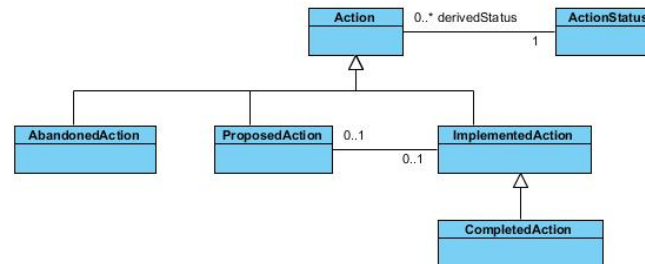 Action
0..* derivedStatus
ActionStatus
1
AbandonedAction
ProposedAction
0..1
ImplementedAction
0..1
CompletedAction